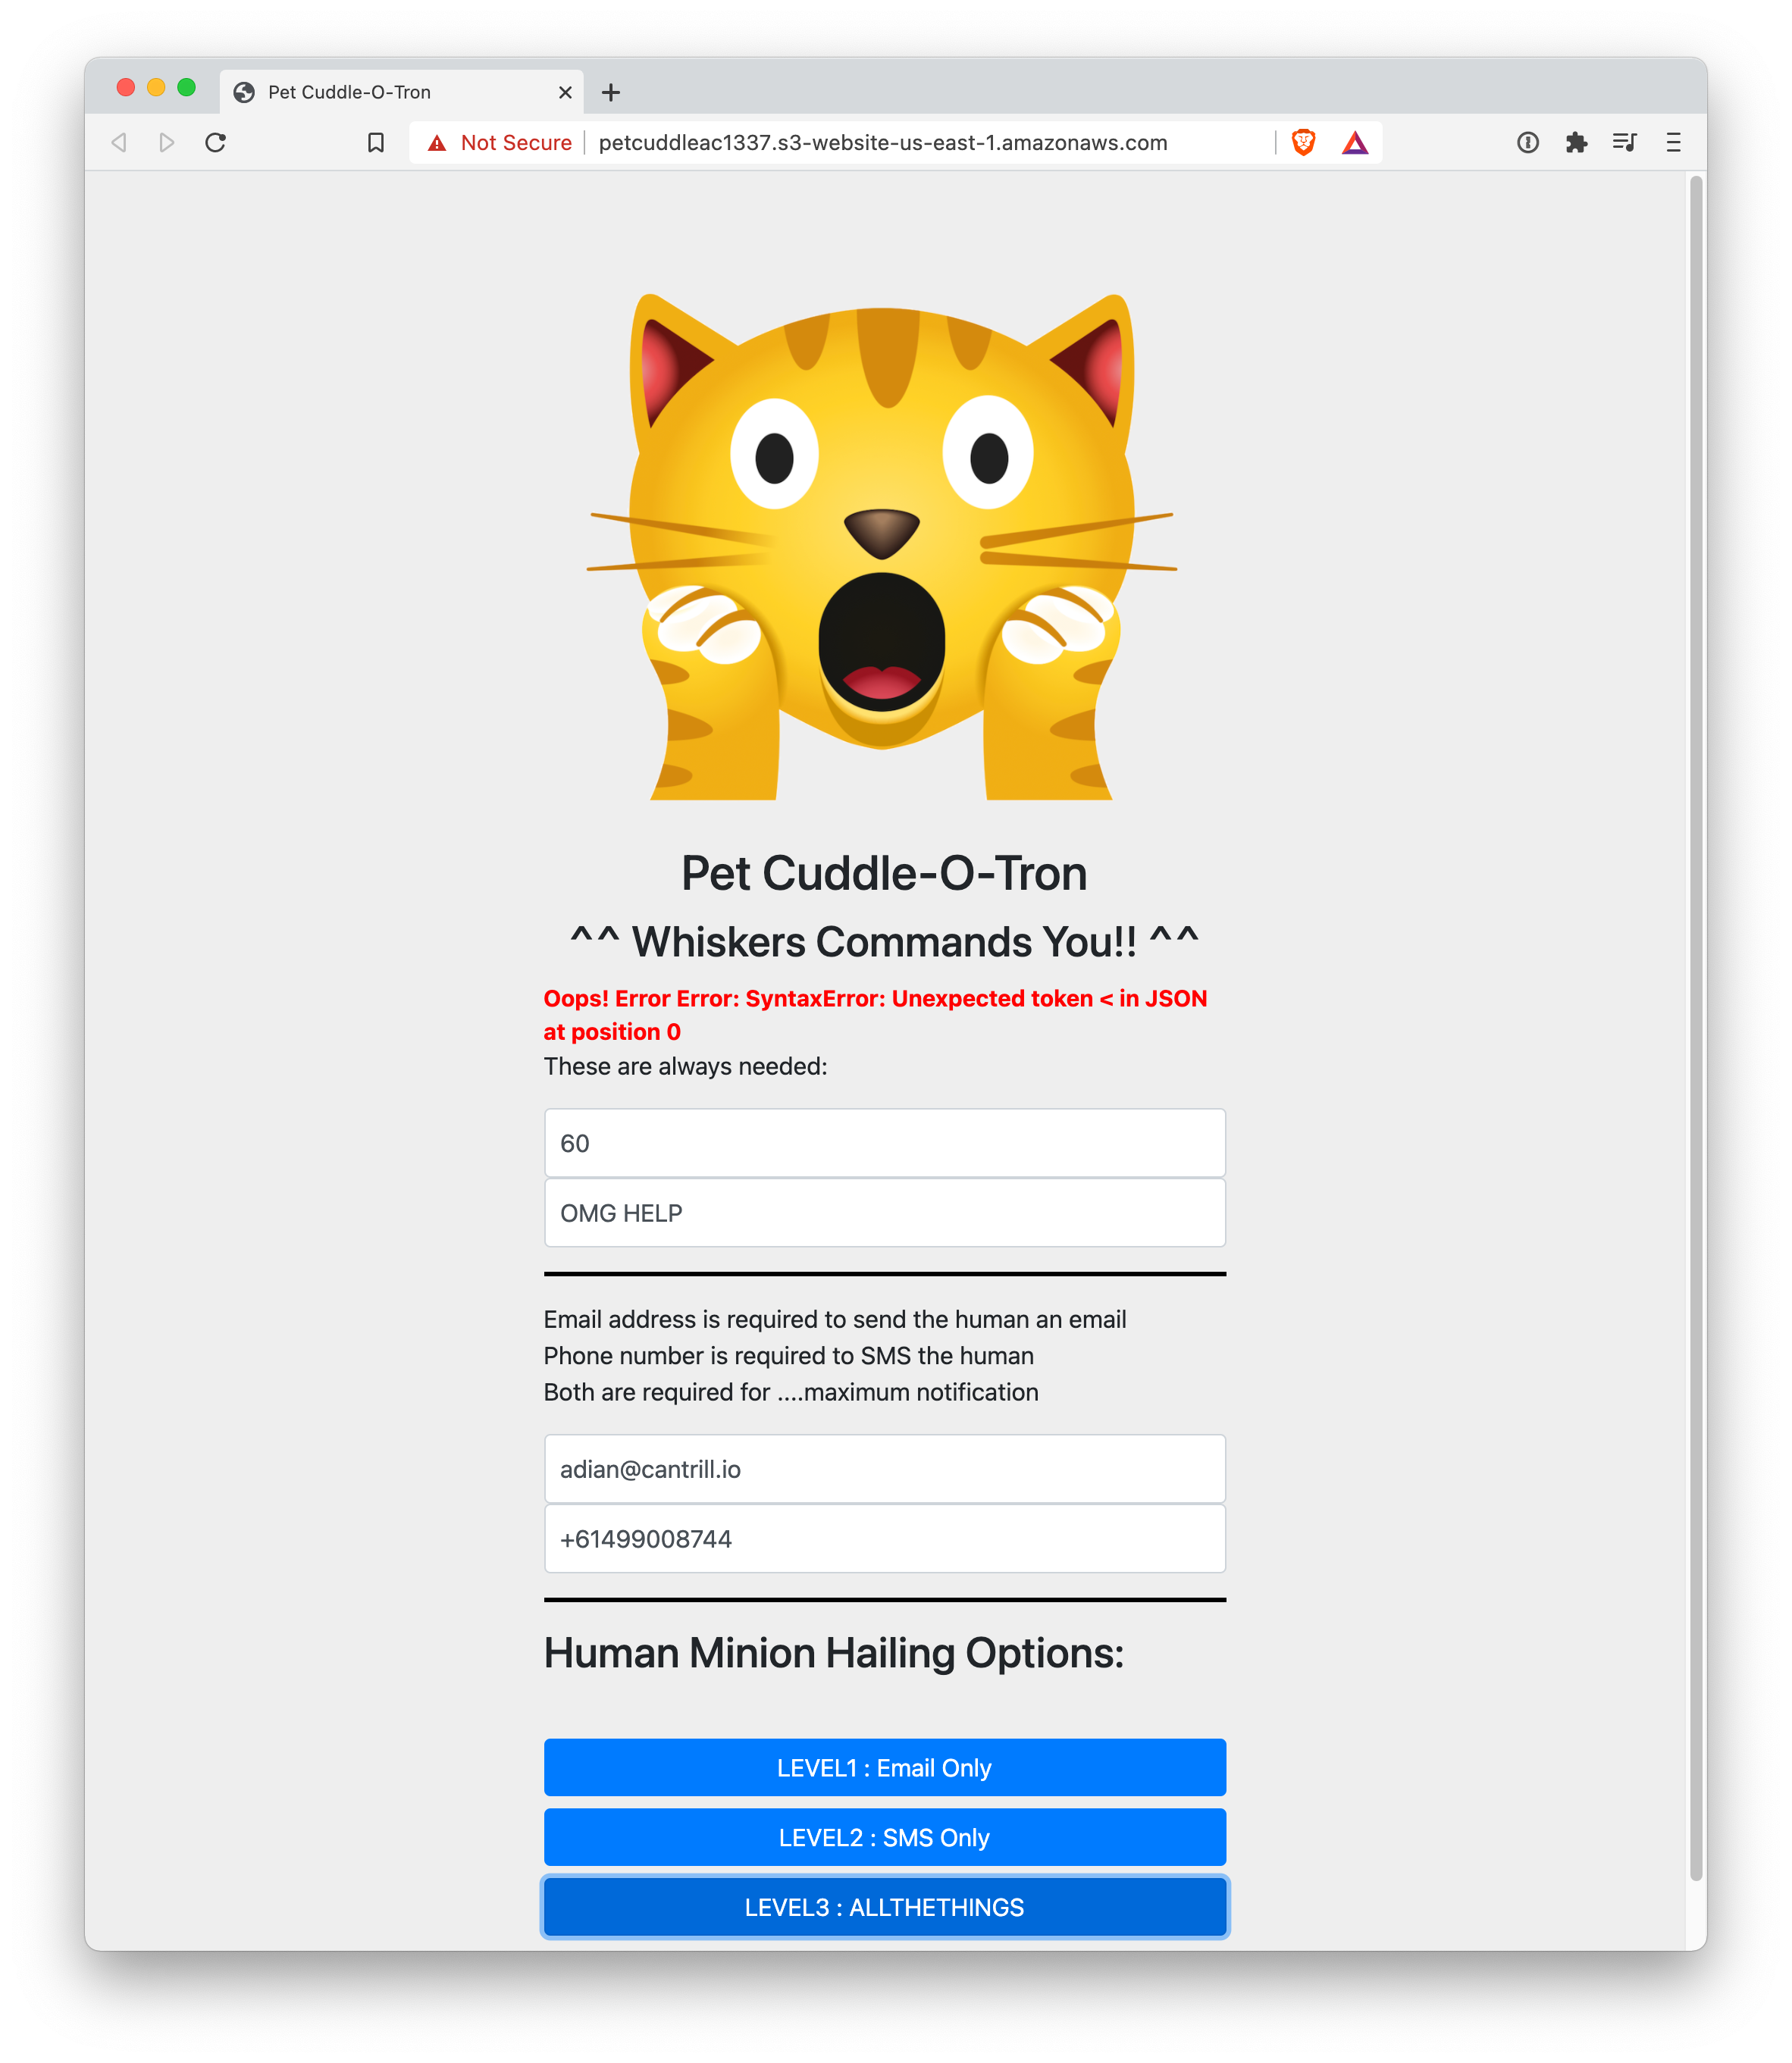 Pet Cuddle-O-Tron
Not Secure petcuddleac1337.s3-website-us-east-1.amazonaws.com
Pet Cuddle-O-Tron
^^ Whiskers Commands You!! ^^
Oops! Error Error: SyntaxError: Unexpected token < in JSON
at position 0
These are always needed:
60
OMG HELP
Email address is required to send the human an email
Phone number is required to SMS the human
Both are required for ....maximum notification
adian@cantrill.io
+61499008744
Human Minion Hailing Options:
LEVEL1 : Email Only
LEVEL2 : SMS Only
LEVEL3 : ALLTHETHINGS